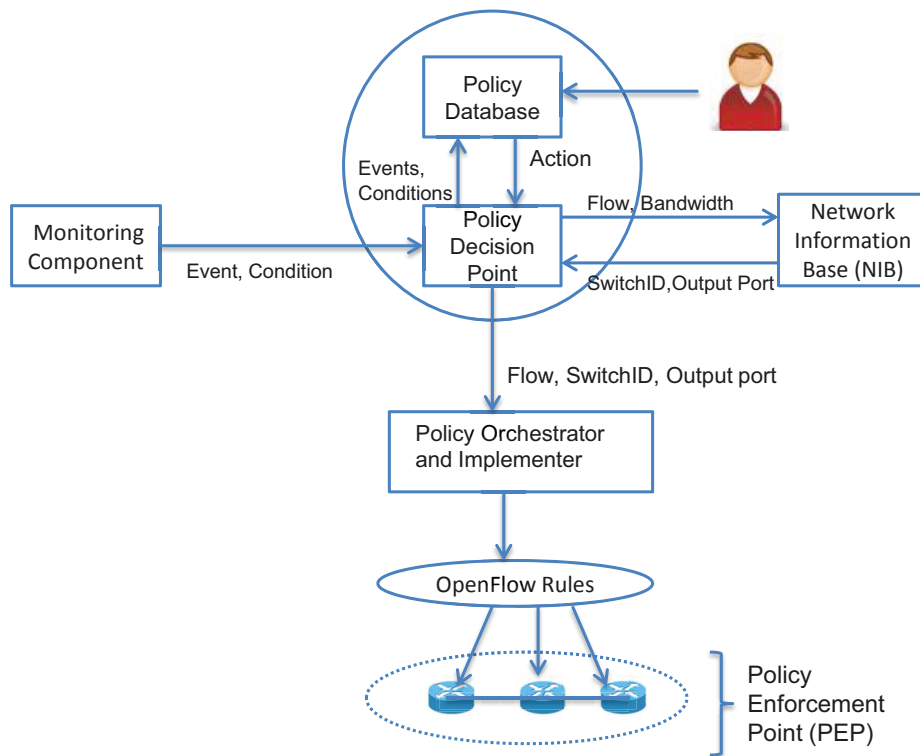 Policy
Database
Events,
Conditions
Action
Monitoring
Component
Event, Condition
Policy
Decision
Point
Flow, Bandwidth
SwitchID,Output Port
Network
Information
Base (NIB)
Flow, SwitchID, Output port
Policy Orchestrator
and Implementer
OpenFlow Rules
Policy
Enforcement
Point (PEP)